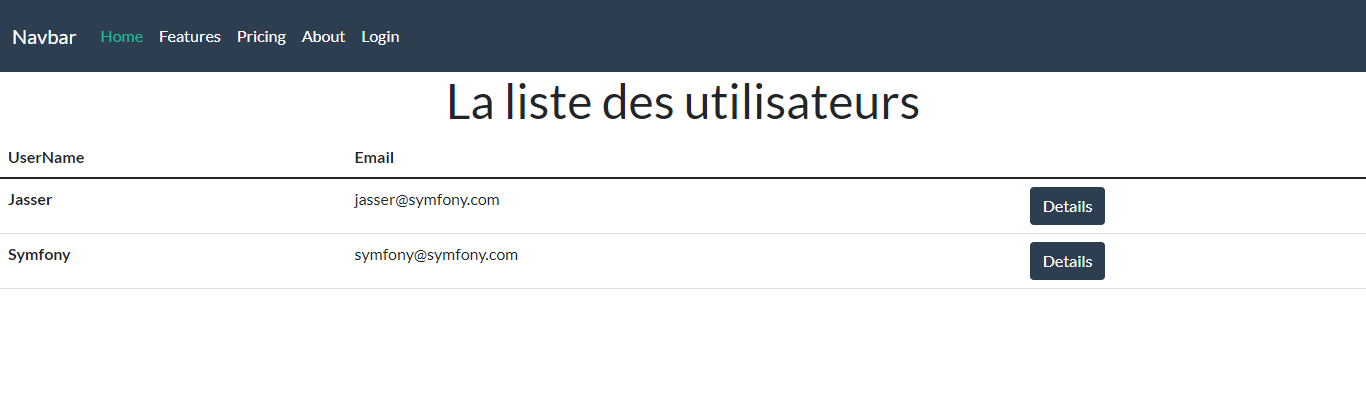 Navbar Home Features Pricing About Login
La liste des utilisateurs
UserName Email
Jasser jasser@symfony.com Details
Symfony symfony@symfony.com Details